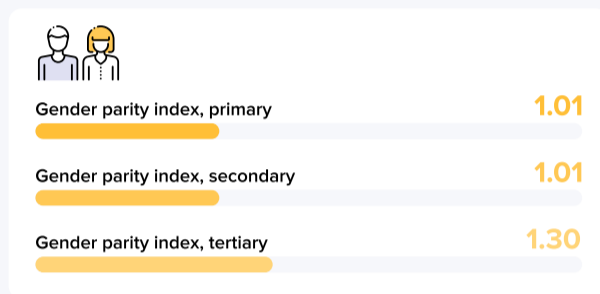 Gender parity index, primary 1.01
Gender parity index, secondary 1.01
Gender parity index, tertiary 1.30